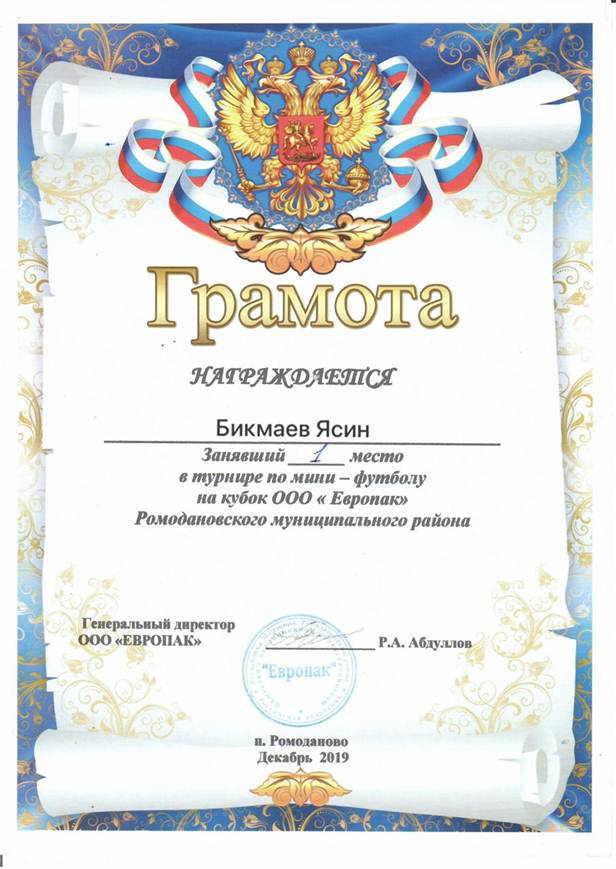 Грамота
НАГРАЖДАЕТСЯ
Бикмаев Ясин
Занявший 1 место
в турнире по мини – футболу
на кубок ООО « Европак»
Ромодановского муниципального района
Генеральный директор
ООО «ЕВРОПАК» Р.А. Абдуллов
"Европак"
п. Ромоданово
Декабрь 2019